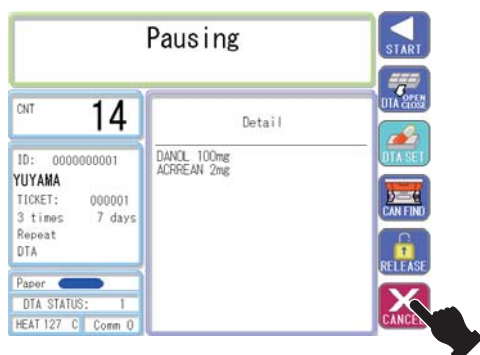 Pausing
START
CNT 14
Detail
DTA OPEN CLOSE
ID: 0000000001
YUYAMA
TICKET: 000001
3 times 7 days
Repeat
DTA
DANOL 100mg
ACRREAN 2mg
DTA SET
CAN FIND
RELEASE
Paper
DTA STATUS: 1
HEAT 127 C Comm 0
CANCEL